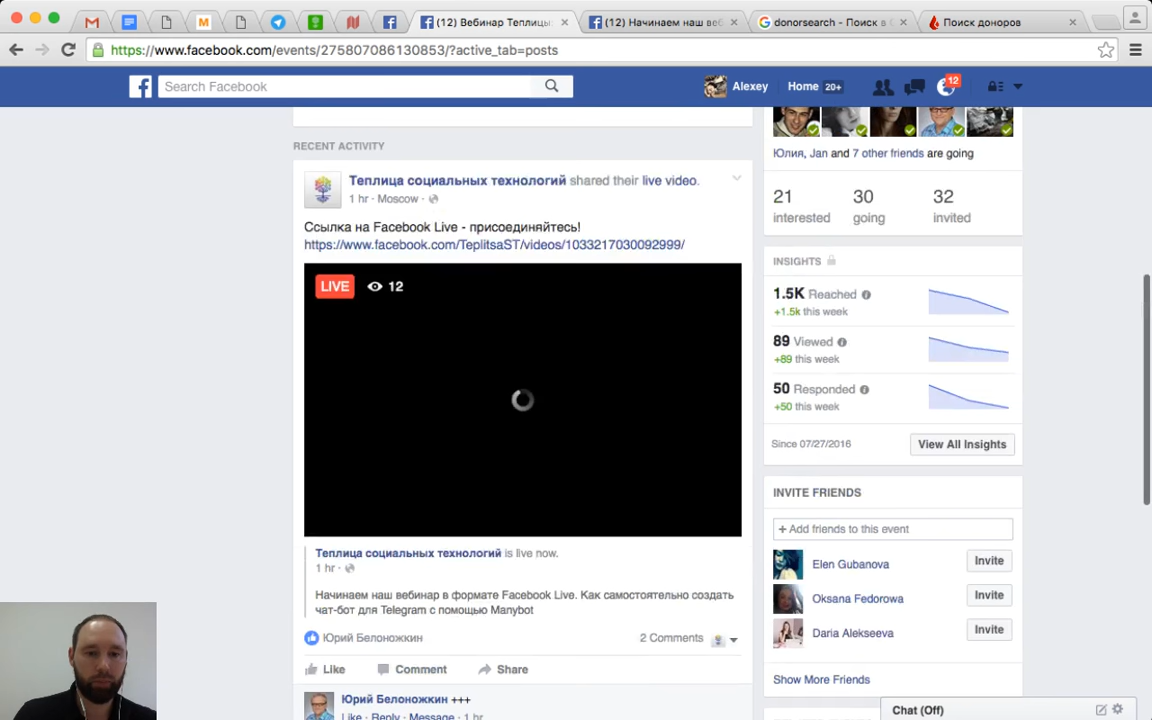 (12) Вебинар Теплицы
(12) Начинаем наш веб
donorsearch - Поиск в G
Поиск доноров
https://www.facebook.com/events/275807086130853/?active_tab=posts
Search Facebook
Alexey
Home 20+
12
RECENT ACTIVITY
Теплица социальных технологий shared their live video.
1 hr · Moscow ·
Ссылка на Facebook Live - присоединяйтесь!
https://www.facebook.com/TeplitsaST/videos/1033217030092999/
LIVE 12
Теплица социальных технологий is live now.
1 hr ·
Начинаем наш вебинар в формате Facebook Live. Как самостоятельно создать
чат-бот для Telegram с помощью Manybot
Юрий Белоножкин
2 Comments
Like Comment Share
Юрий Белоножкин +++
Like · Reply · Message · 1 hr
Юлия, Jan and 7 other friends are going
21 30 32
interested going invited
INSIGHTS
1.5K Reached
+1.5k this week
89 Viewed
+89 this week
50 Responded
+50 this week
Since 07/27/2016
View All Insights
INVITE FRIENDS
+ Add friends to this event
Elen Gubanova Invite
Oksana Fedorowa Invite
Daria Alekseeva Invite
Show More Friends
Chat (Off)